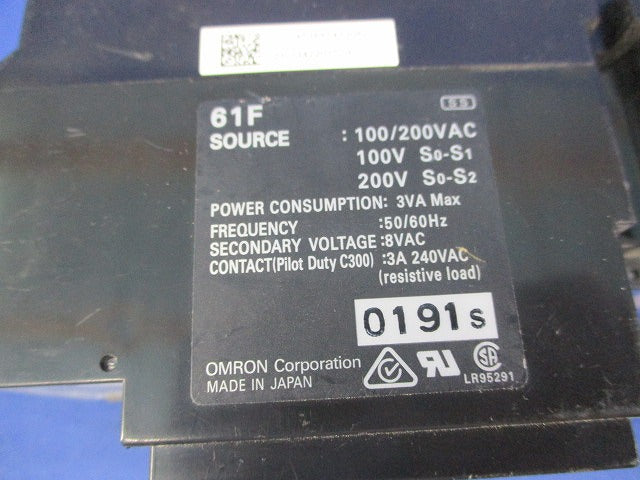 SS
61F
SOURCE : 100/200VAC
100V S0-S1
200V S0-S2
POWER CONSUMPTION: 3VA Max
FREQUENCY :50/60Hz
SECONDARY VOLTAGE :8VAC
CONTACT(Pilot Duty C300) :3A 240VAC
(resistive load)
0191s
OMRON Corporation
MADE IN JAPAN
LR95291